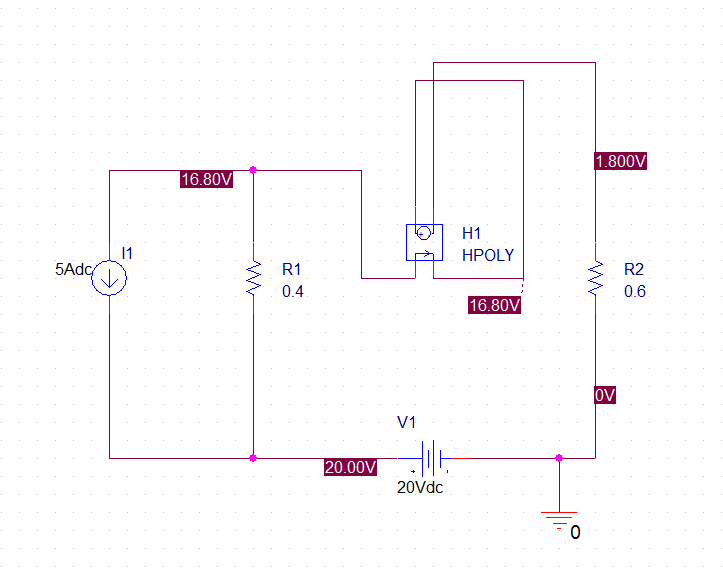 1.800V
16.80V
H1
HPOLY
I1
5Adc
R1
0.4
R2
0.6
16.80V
0V
V1
20.00V
20Vdc
0